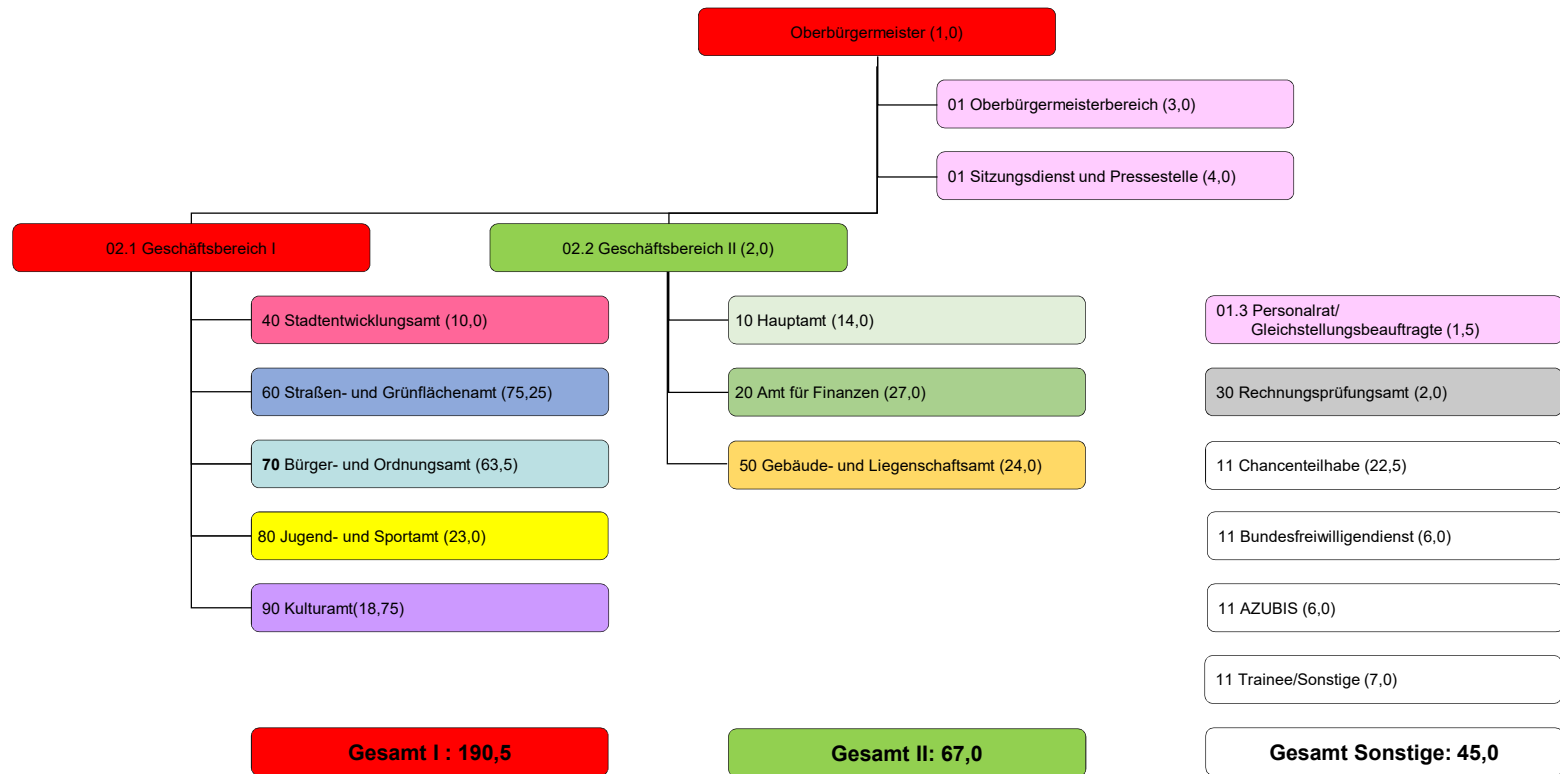 Oberbürgermeister (1,0)
01 Oberbürgermeisterbereich (3,0)
01 Sitzungsdienst und Pressestelle (4,0)
02.1 Geschäftsbereich I
02.2 Geschäftsbereich II (2,0)
40 Stadtentwicklungsamt (10,0)
60 Straßen- und Grünflächenamt (75,25)
70 Bürger- und Ordnungsamt (63,5)
80 Jugend- und Sportamt (23,0)
90 Kulturamt(18,75)
Gesamt I : 190,5
10 Hauptamt (14,0)
20 Amt für Finanzen (27,0)
50 Gebäude- und Liegenschaftsamt (24,0)
Gesamt II: 67,0
01.3 Personalrat/
Gleichstellungsbeauftragte (1,5)
30 Rechnungsprüfungsamt (2,0)
11 Chancenteilhabe (22,5)
11 Bundesfreiwilligendienst (6,0)
11 AZUBIS (6,0)
11 Trainee/Sonstige (7,0)
Gesamt Sonstige: 45,0